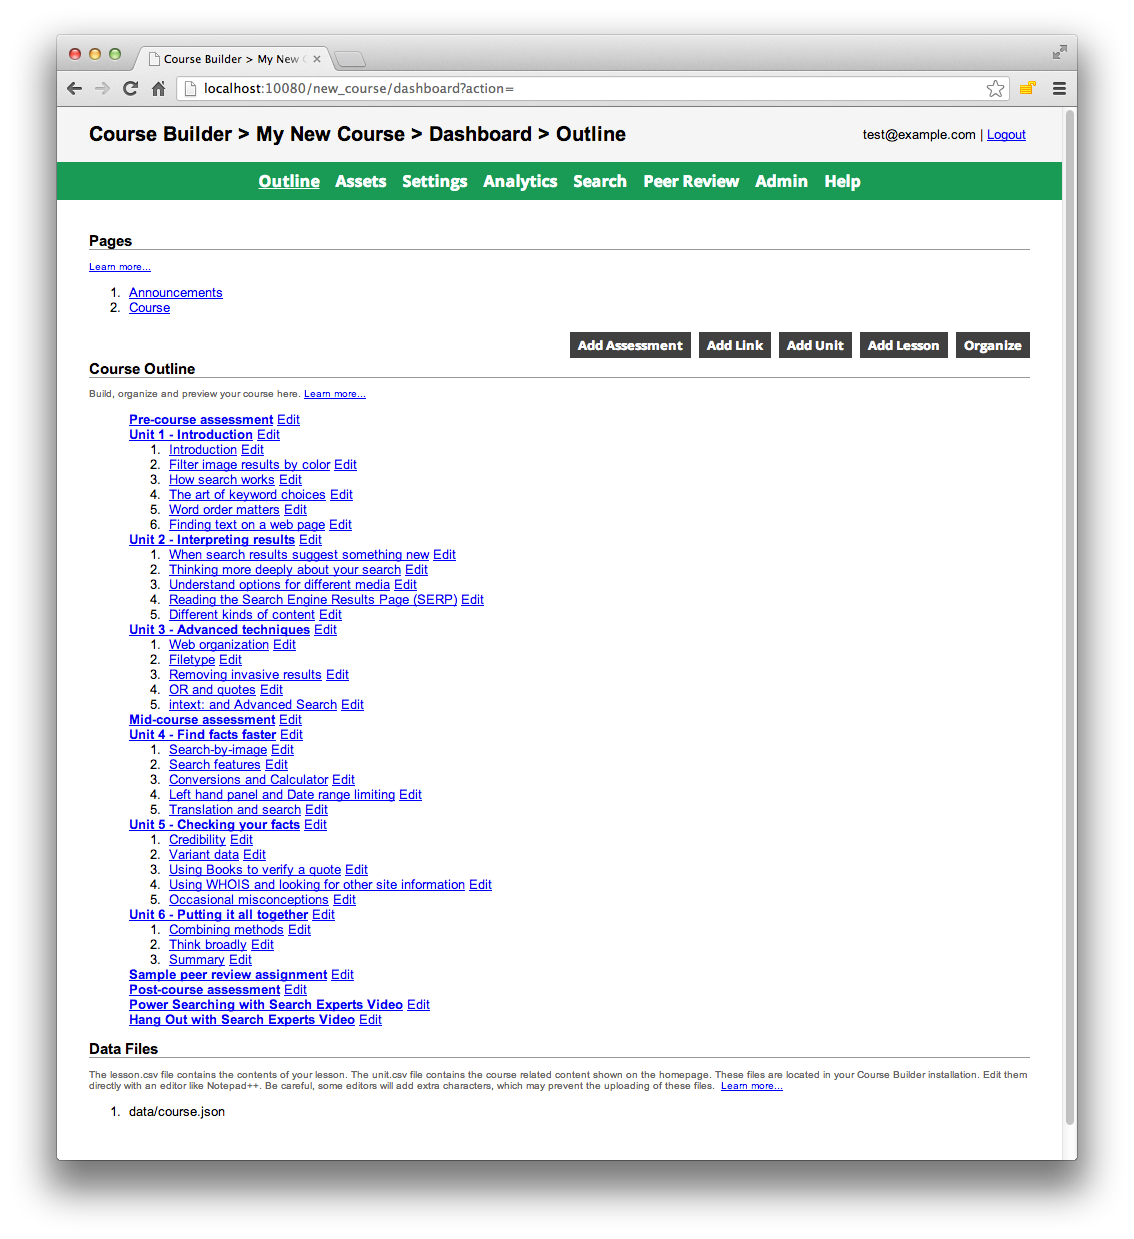 Course Builder > My New C
localhost:10080/new_course/dashboard?action=
Course Builder > My New Course > Dashboard > Outline
test@example.com | Logout
Outline Assets Settings Analytics Search Peer Review Admin Help
Pages
Learn more...
1. Announcements
2. Course
Add Assessment Add Link Add Unit Add Lesson Organize
Course Outline
Build, organize and preview your course here. Learn more...
Pre-course assessment Edit
Unit 1 - Introduction Edit
1. Introduction Edit
2. Filter image results by color Edit
3. How search works Edit
4. The art of keyword choices Edit
5. Word order matters Edit
6. Finding text on a web page Edit
Unit 2 - Interpreting results Edit
1. When search results suggest something new Edit
2. Thinking more deeply about your search Edit
3. Understand options for different media Edit
4. Reading the Search Engine Results Page (SERP) Edit
5. Different kinds of content Edit
Unit 3 - Advanced techniques Edit
1. Web organization Edit
2. Filetype Edit
3. Removing invasive results Edit
4. OR and quotes Edit
5. intext: and Advanced Search Edit
Mid-course assessment Edit
Unit 4 - Find facts faster Edit
1. Search-by-image Edit
2. Search features Edit
3. Conversions and Calculator Edit
4. Left hand panel and Date range limiting Edit
5. Translation and search Edit
Unit 5 - Checking your facts Edit
1. Credibility Edit
2. Variant data Edit
3. Using Books to verify a quote Edit
4. Using WHOIS and looking for other site information Edit
5. Occasional misconceptions Edit
Unit 6 - Putting it all together Edit
1. Combining methods Edit
2. Think broadly Edit
3. Summary Edit
Sample peer review assignment Edit
Post-course assessment Edit
Power Searching with Search Experts Video Edit
Hang Out with Search Experts Video Edit
Data Files
The lesson.csv file contains the contents of your lesson. The unit.csv file contains the course related content shown on the homepage. These files are located in your Course Builder installation. Edit them
directly with an editor like Notepad++. Be careful, some editors will add extra characters, which may prevent the uploading of these files. Learn more...
1. data/course.json